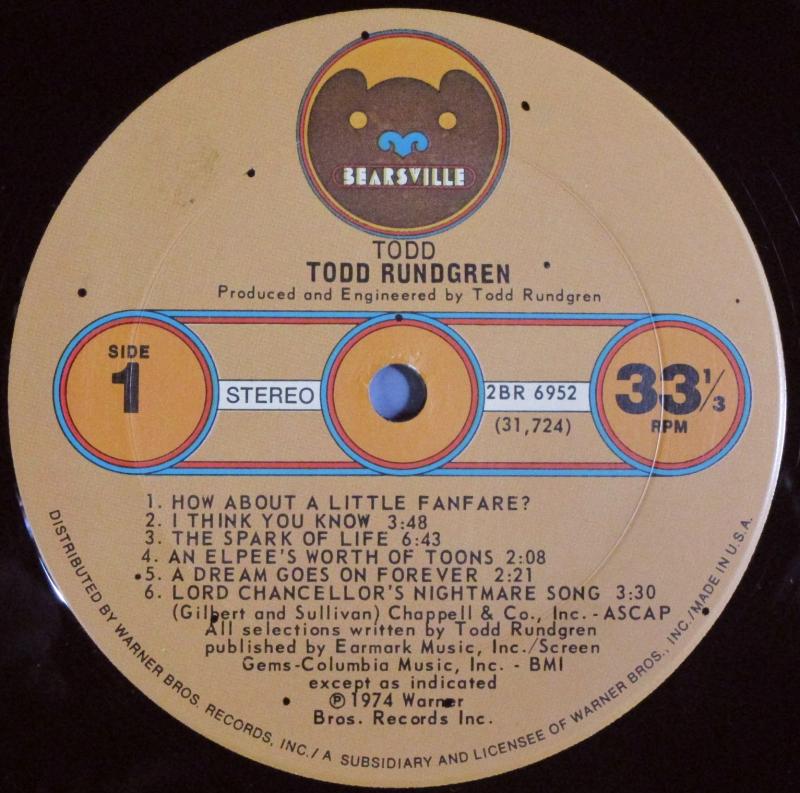 BEARSVILLE
TODD
TODD RUNDGREN
Produced and Engineered by Todd Rundgren
SIDE
1
STEREO
2BR 6952
(31,724)
33 1/3
RPM
1. HOW ABOUT A LITTLE FANFARE?
2. I THINK YOU KNOW 3:48
3. THE SPARK OF LIFE 6:43
4. AN ELPEE'S WORTH OF TOONS 2:08
5. A DREAM GOES ON FOREVER 2:21
6. LORD CHANCELLOR'S NIGHTMARE SONG 3:30
(Gilbert and Sullivan) Chappell & Co., Inc. - ASCAP
All selections written by Todd Rundgren
published by Earmark Music, Inc./Screen
Gems-Columbia Music, Inc. - BMI
except as indicated
℗ 1974 Warner
Bros. Records Inc.
DISTRIBUTED BY WARNER BROS. RECORDS, INC./ A SUBSIDIARY AND LICENSEE OF WARNER BROS., INC./MADE IN U.S.A.